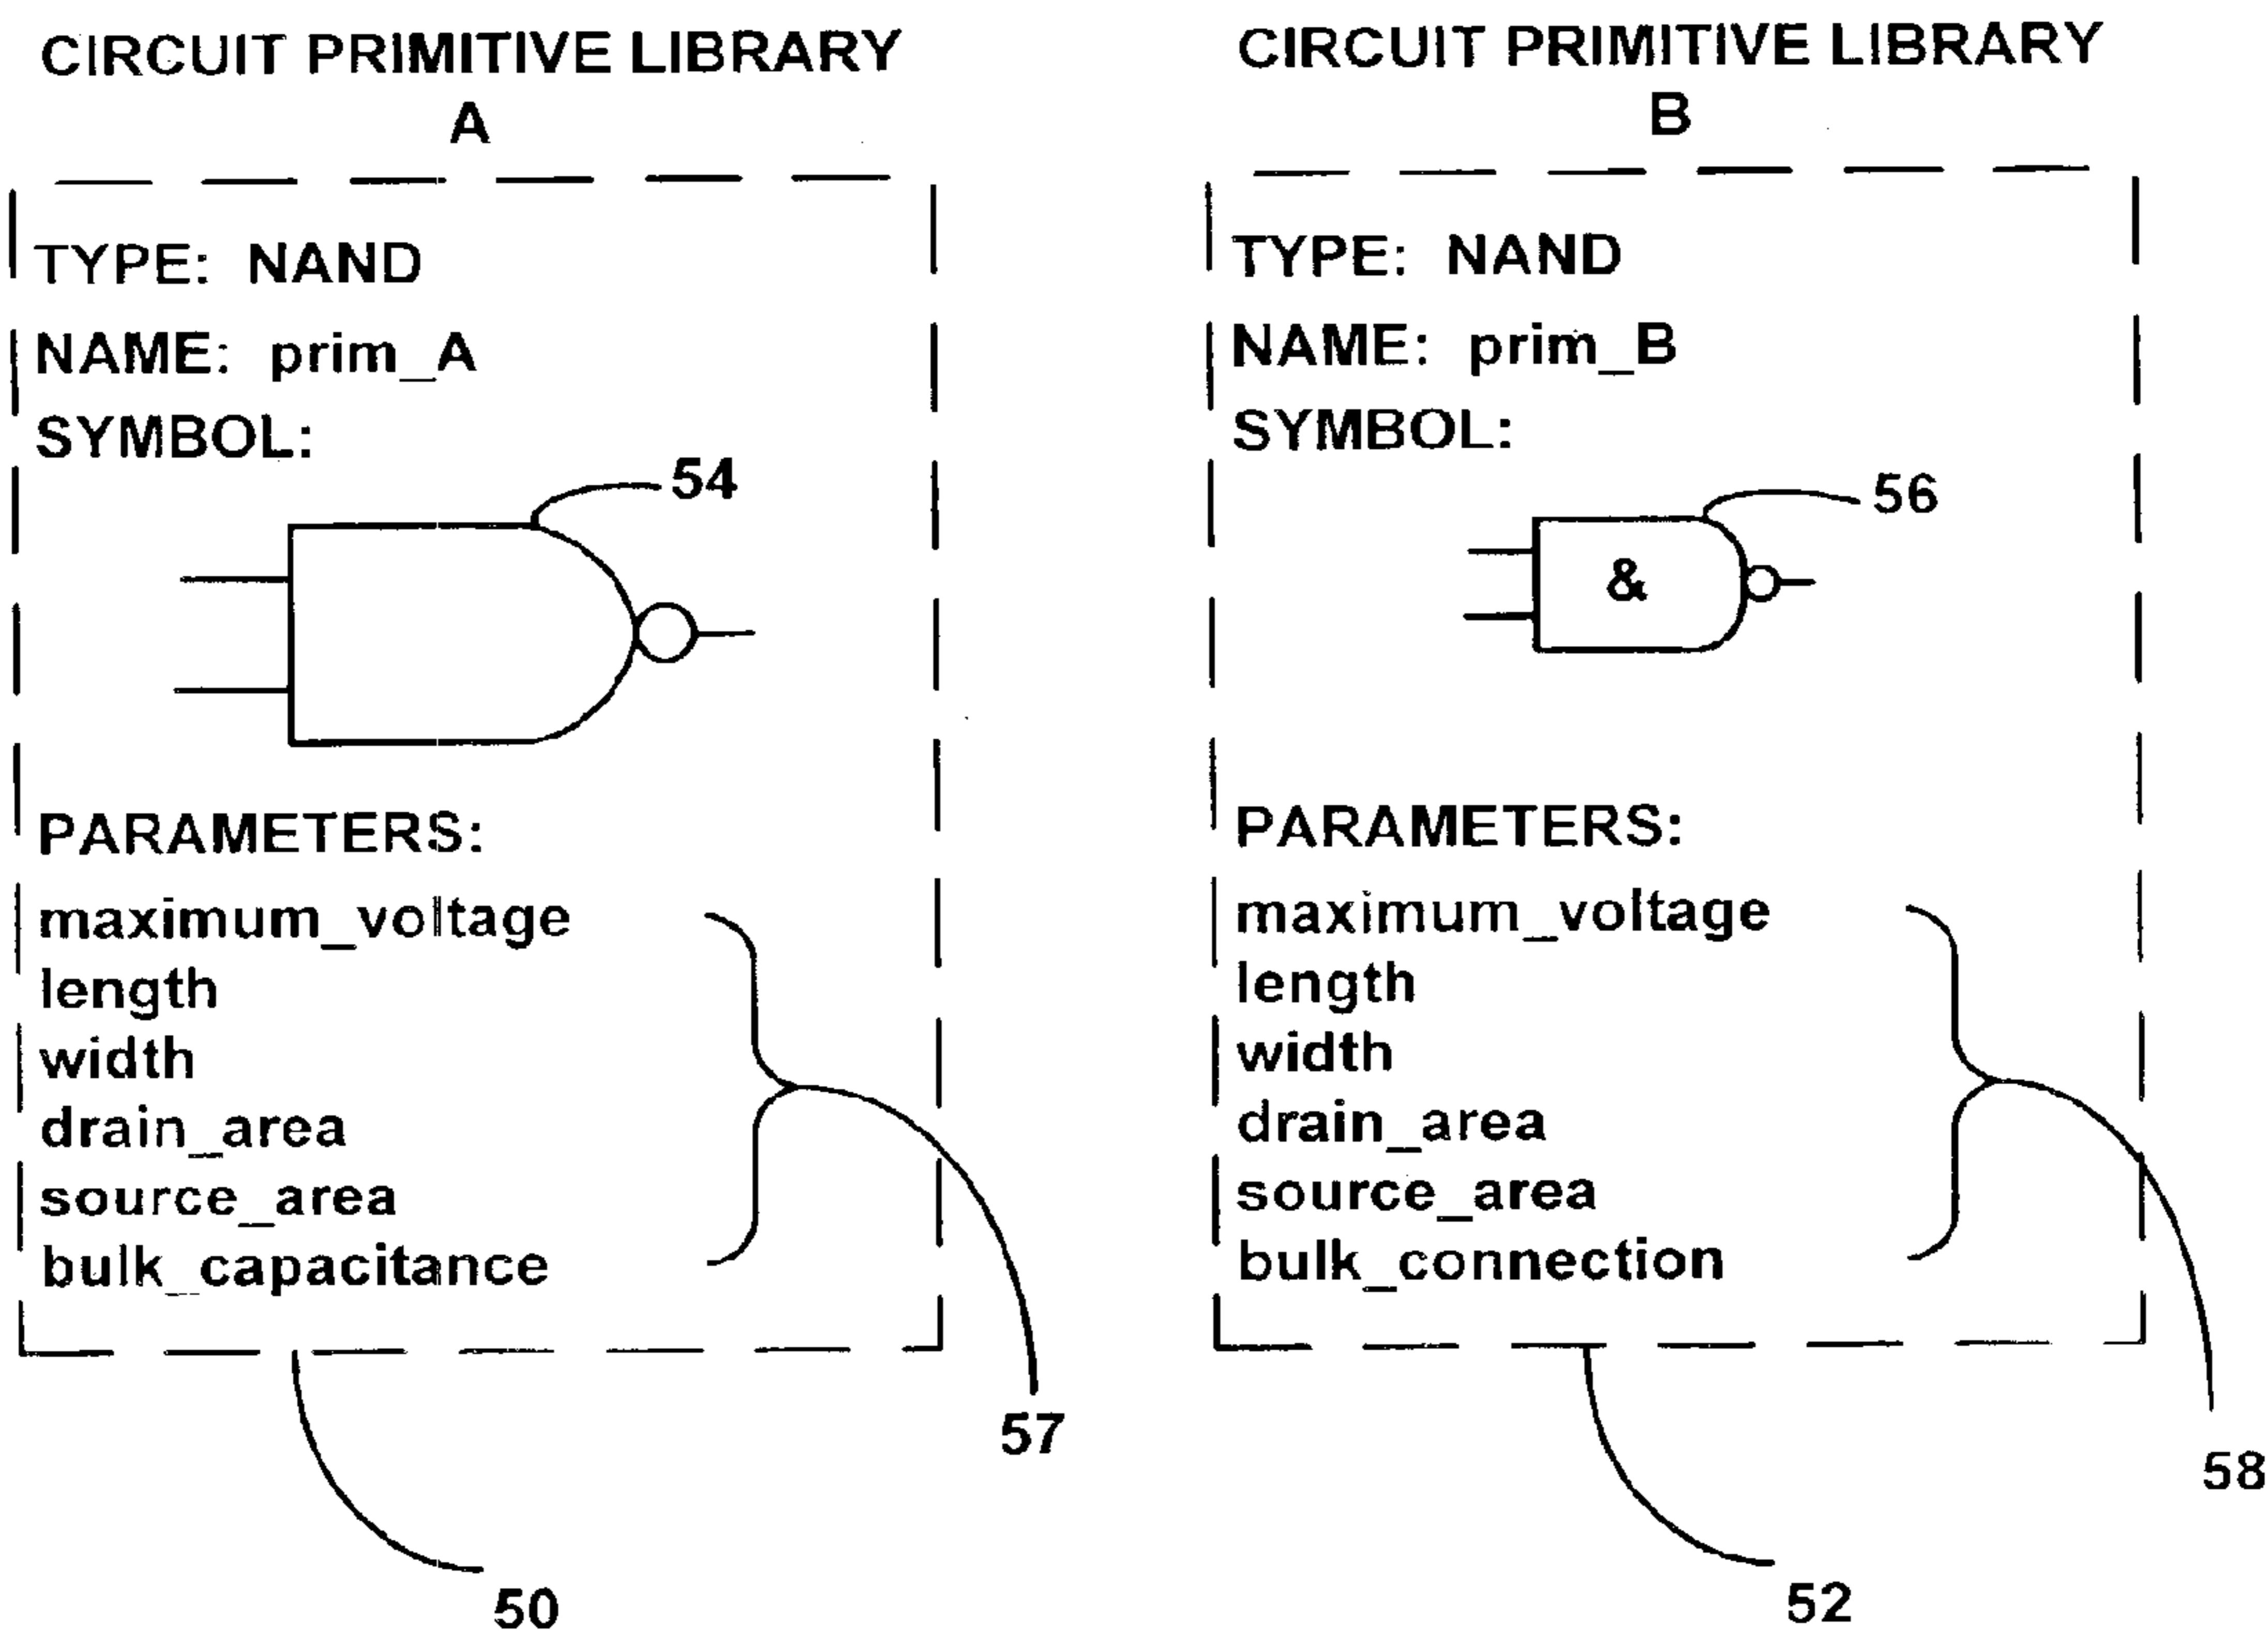 CIRCUIT PRIMITIVE LIBRARY
A
TYPE: NAND
NAME: prim_A
SYMBOL:
54
PARAMETERS:
maximum_voltage
length
width
drain_area
source_area
bulk_capacitance
57
50
CIRCUIT PRIMITIVE LIBRARY
B
TYPE: NAND
NAME: prim_B
SYMBOL:
56
&
PARAMETERS:
maximum_voltage
length
width
drain_area
source_area
bulk_connection
58
52